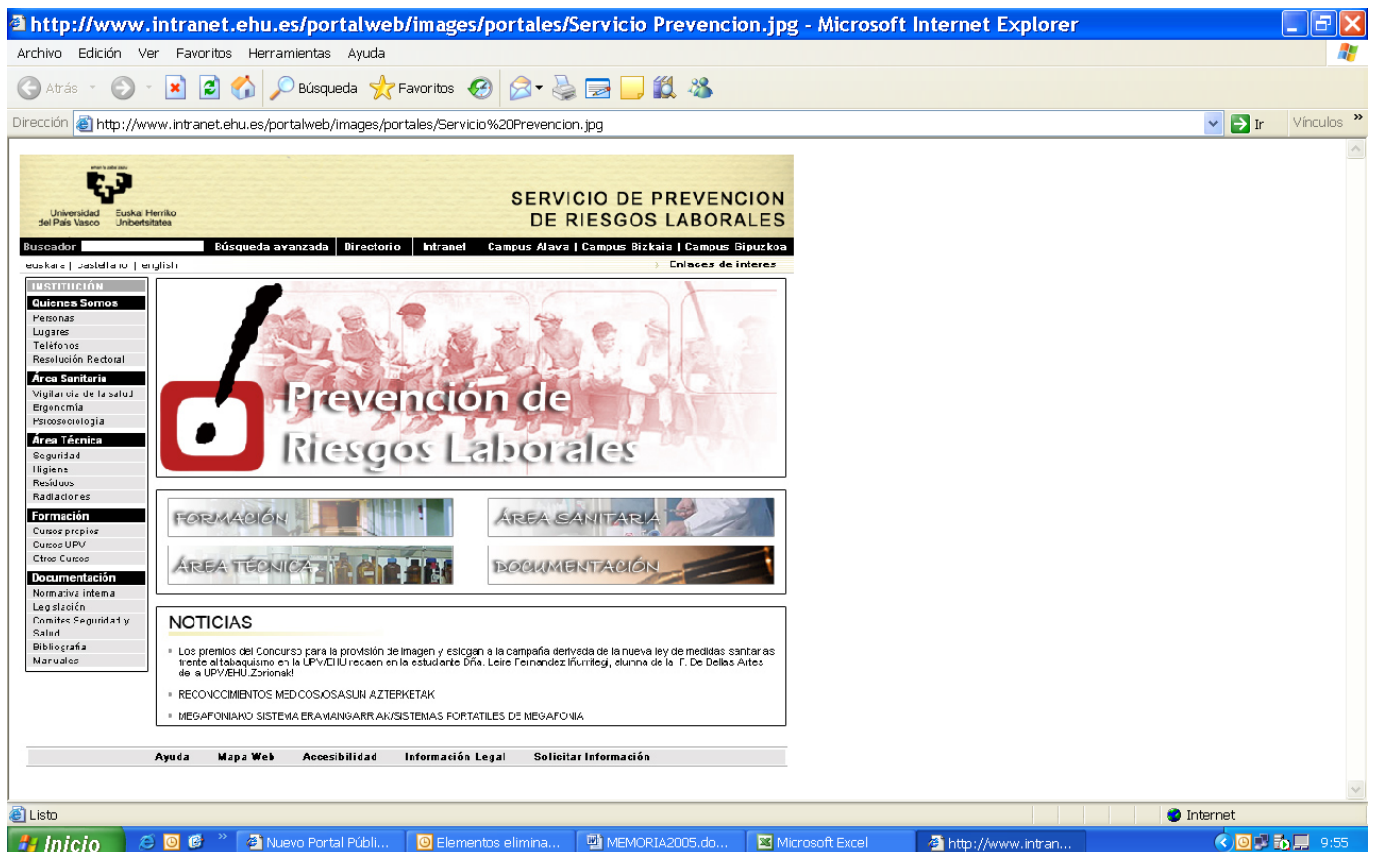 http://www.intranet.ehu.es/portalweb/images/portales/Servicio Prevencion.jpg - Microsoft Internet Explorer
Archivo Edición Ver Favoritos Herramientas Ayuda
Atrás Búsqueda Favoritos
Dirección http://www.intranet.ehu.es/portalweb/images/portales/Servicio%20Prevencion.jpg Ir Vínculos »
Universidad Euskal Herriko
del País Vasco Unibertsitatea
SERVICIO DE PREVENCION
DE RIESGOS LABORALES
Buscador Búsqueda avanzada Directorio Intranet Campus Alava | Campus Bizkaia | Campus Gipuzkoa
euskara | castellano | english Enlaces de interes
INSTITUCIÓN
Quienes Somos
Personas
Lugares
Teléfonos
Resolución Rectoral
Área Sanitaria
Vigilancia de la salud
Ergonomía
Psicosociología
Área Técnica
Seguridad
Higiene
Residuos
Radiaciones
Formación
Cursos propios
Cursos UPV
Otros Cursos
Documentación
Normativa interna
Legislación
Comites Seguridad y
Salud
Bibliografía
Manuales
Prevención de
Riesgos Laborales
FORMACIÓN
ÁREA SANITARIA
ÁREA TÉCNICA
DOCUMENTACIÓN
NOTICIAS
Los premios del Concurso para la provisión de imagen y eslogan a la campaña derivada de la nueva ley de medidas sanitarias
frente al tabaquismo en la UPV/EHU recaen en la estudiante Dña. Leire Fernandez Iñurritegi, alumna de la F. De Bellas Artes
de la UPV/EHU.Zorionak!
RECONOCIMIENTOS MEDICOS/OSASUN AZTERKETAK
MEGAFONIAKO SISTEMA ERAMANGARRIAK/SISTEMAS PORTATILES DE MEGAFONIA
Ayuda Mapa Web Accesibilidad Información Legal Solicitar Información
Listo Internet
Inicio » Nuevo Portal Públi... Elementos elimina... MEMORIA2005.do... Microsoft Excel http://www.intran... 9:55